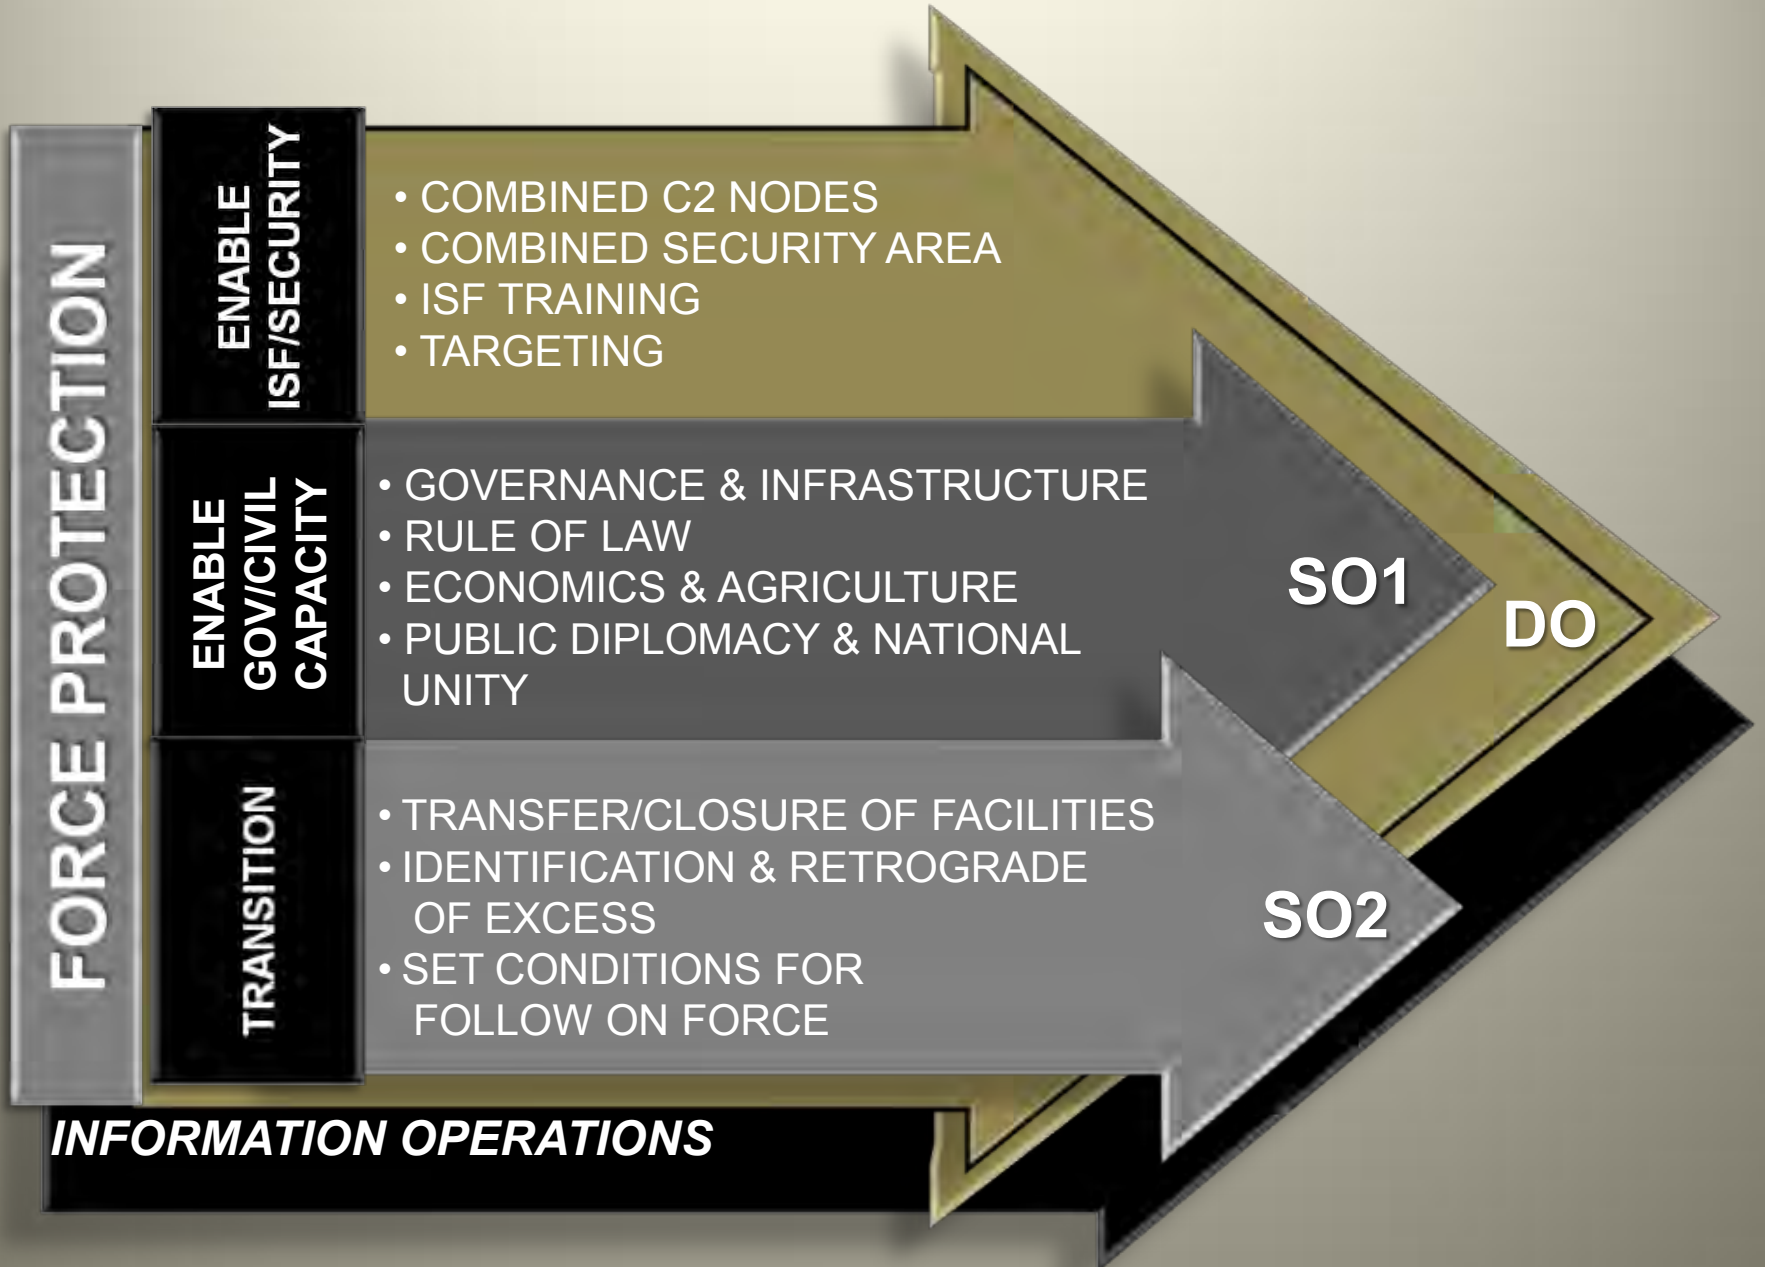 FORCE PROTECTION
ENABLE
ISF/SECURITY
• COMBINED C2 NODES
• COMBINED SECURITY AREA
• ISF TRAINING
• TARGETING
ENABLE
GOV/CIVIL
CAPACITY
• GOVERNANCE & INFRASTRUCTURE
• RULE OF LAW
• ECONOMICS & AGRICULTURE
• PUBLIC DIPLOMACY & NATIONAL
UNITY
SO1
DO
TRANSITION
• TRANSFER/CLOSURE OF FACILITIES
• IDENTIFICATION & RETROGRADE
OF EXCESS
• SET CONDITIONS FOR
FOLLOW ON FORCE
SO2
INFORMATION OPERATIONS